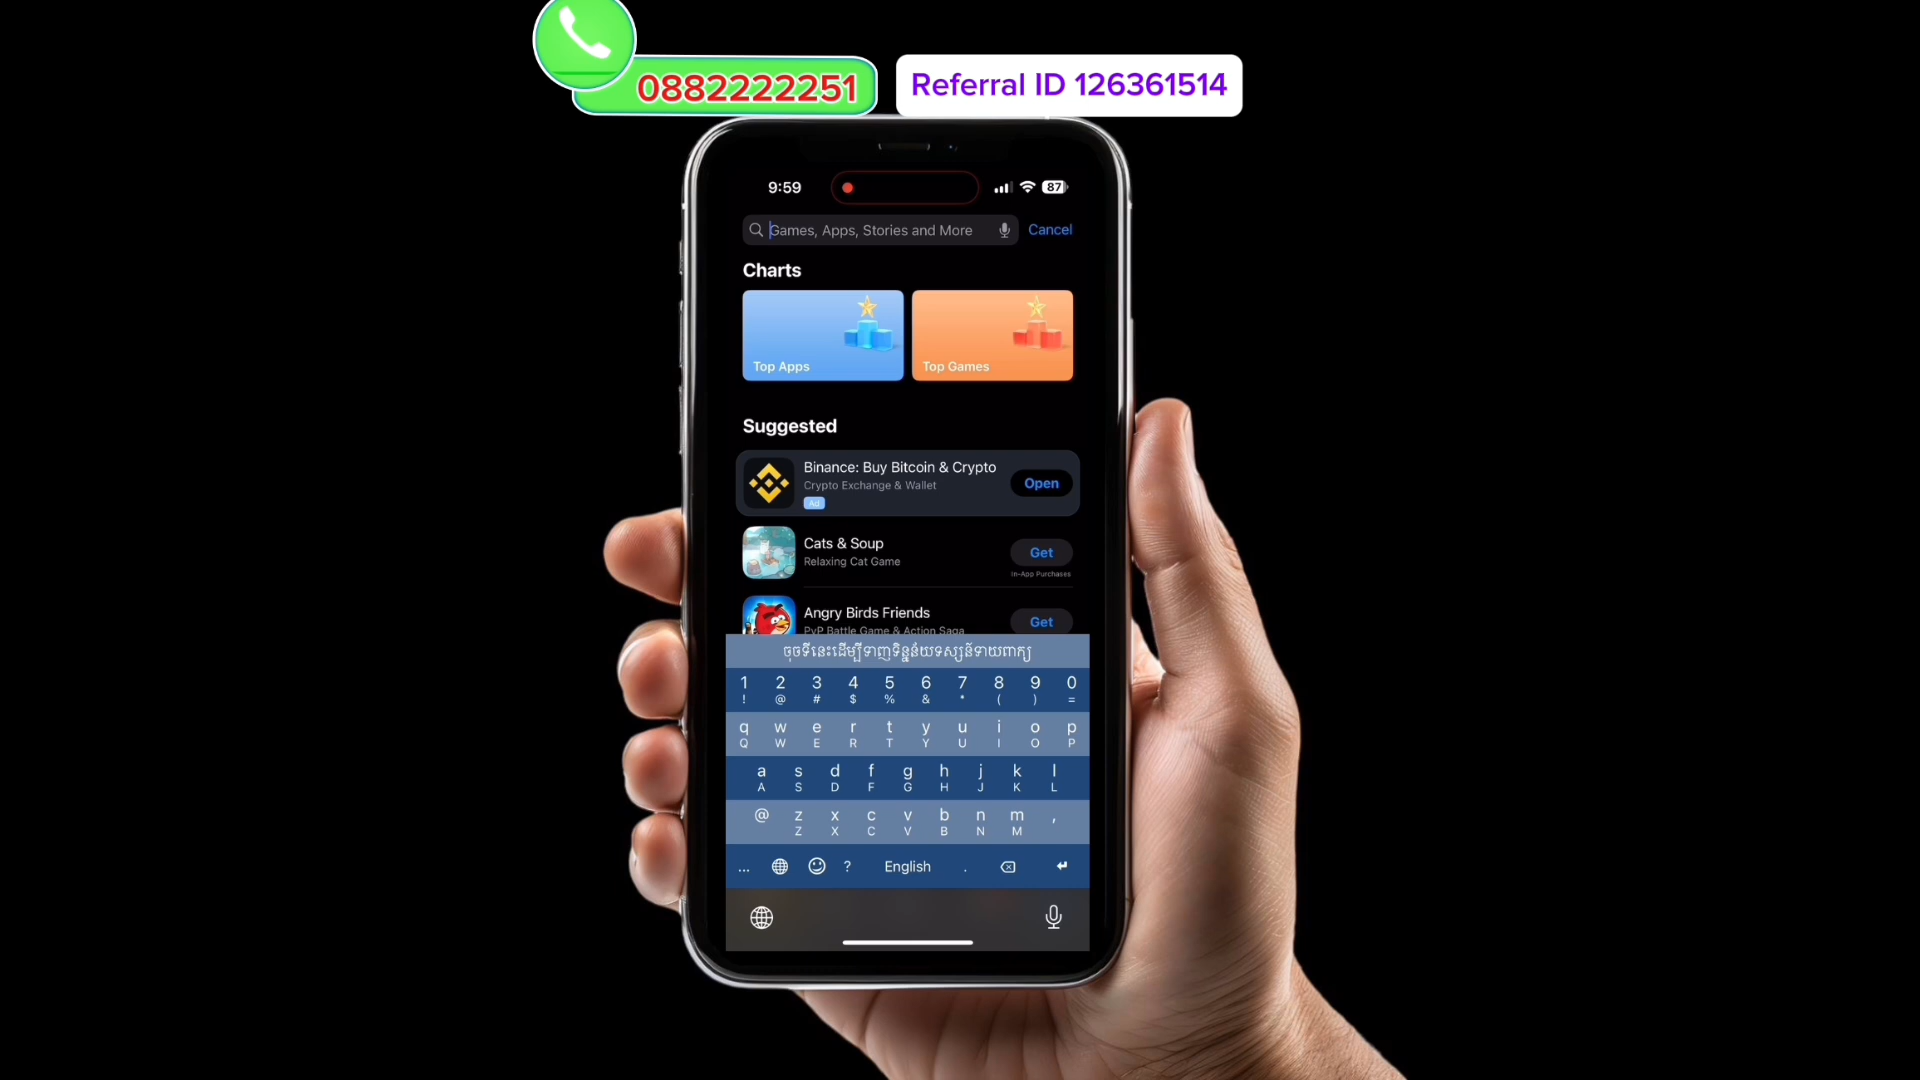 0882222251
Referral ID 126361514
9:59
87
Games, Apps, Stories and More
Cancel
Charts
Top Apps
Top Games
Suggested
Binance: Buy Bitcoin & Crypto
Crypto Exchange & Wallet
Ad
Open
Cats & Soup
Relaxing Cat Game
Get
In-App Purchases
Angry Birds Friends
PvP Battle Game & Action Saga
Get
ចុចទីនេះដើម្បីទាញទិន្នន័យទស្សន៍ទាយពាក្យ
1 2 3 4 5 6 7 8 9 0
! @ # $ % & * ( ) =
q w e r t y u i o p
Q W E R T Y U I O P
a s d f g h j k l
A S D F G H J K L
@ z x c v b n m ,
Z X C V B N M
... ? English .